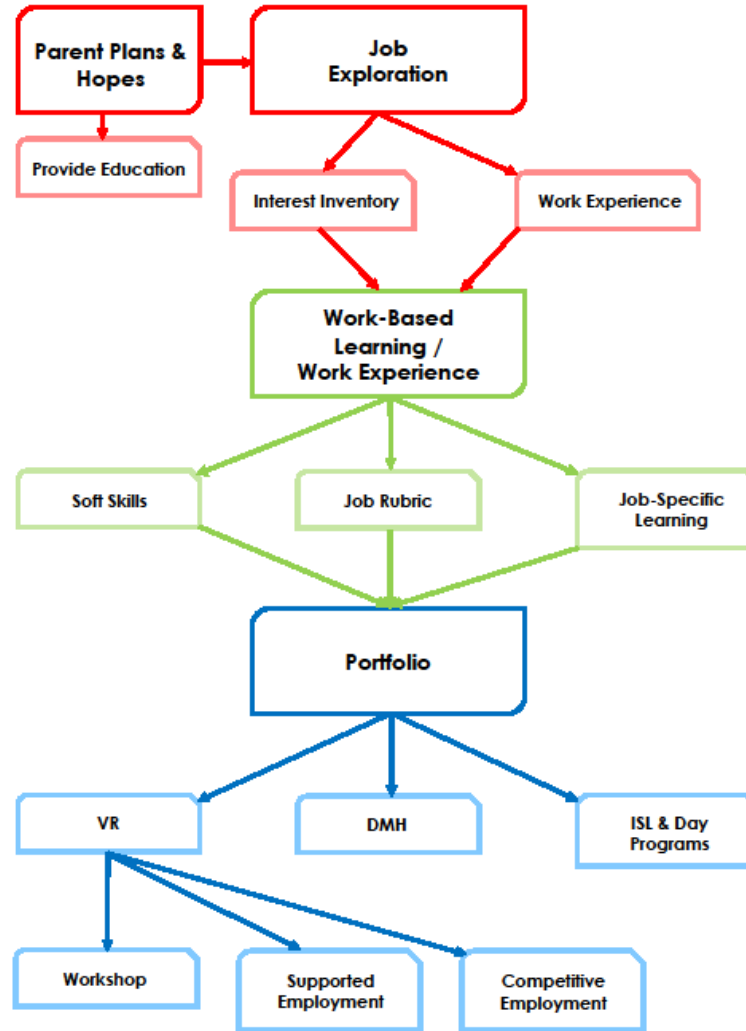 Parent Plans &
Hopes
Job
Exploration
Provide Education
Interest Inventory
Work Experience
Work-Based
Learning /
Work Experience
Soft Skills
Job Rubric
Job-Specific
Learning
Portfolio
VR
DMH
ISL & Day
Programs
Workshop
Supported
Employment
Competitive
Employment